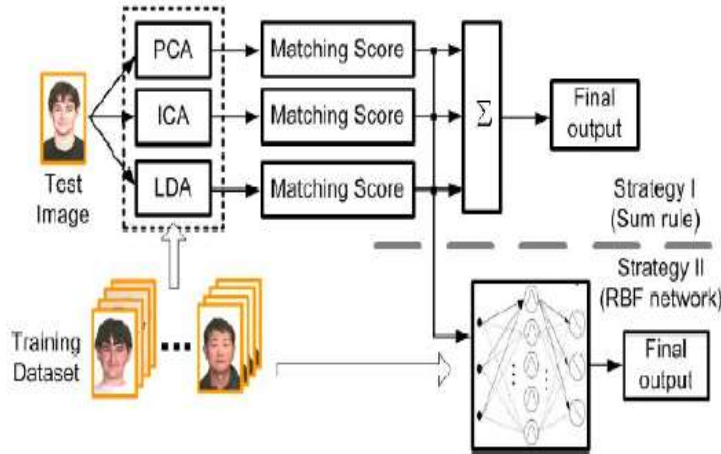 PCA
Matching Score
ICA
Matching Score
Σ
Final
output
LDA
Matching Score
Test
Image
Strategy I
(Sum rule)
Strategy II
(RBF network)
Training
Dataset
Final
output